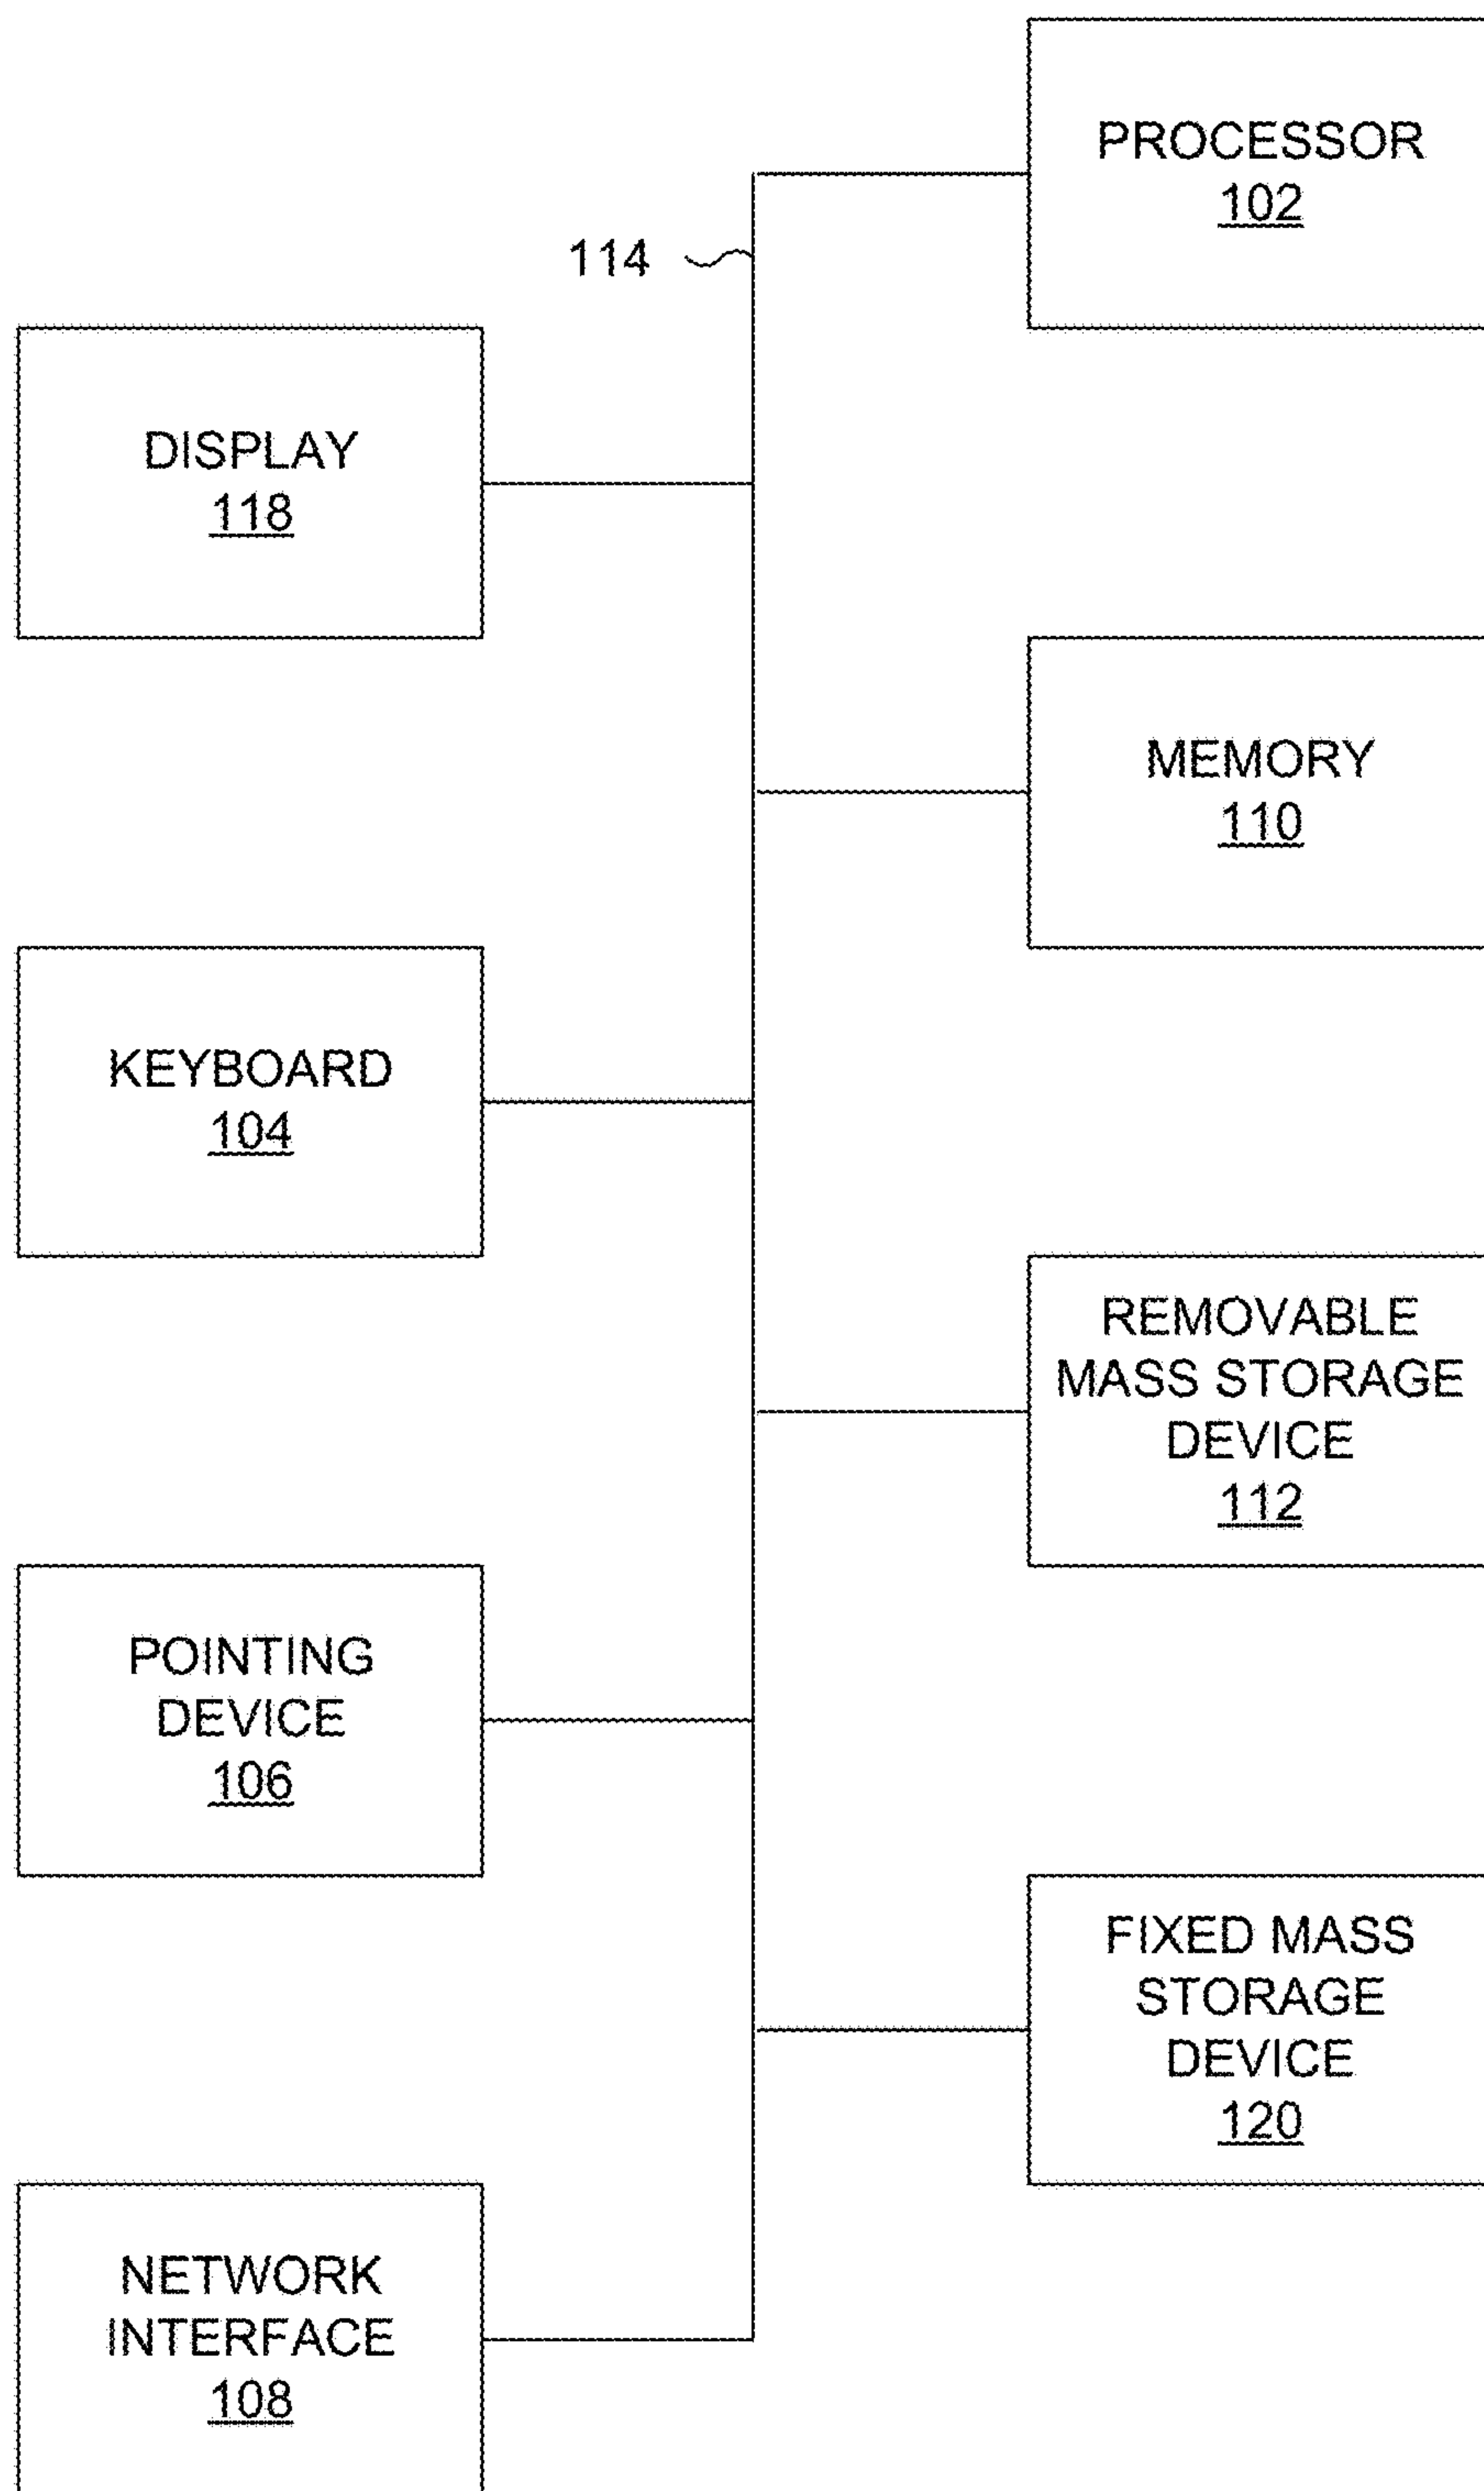 PROCESSOR
102
114
DISPLAY
118
MEMORY
110
KEYBOARD
104
REMOVABLE
MASS STORAGE
DEVICE
112
POINTING
DEVICE
106
FIXED MASS
STORAGE
DEVICE
120
NETWORK
INTERFACE
108